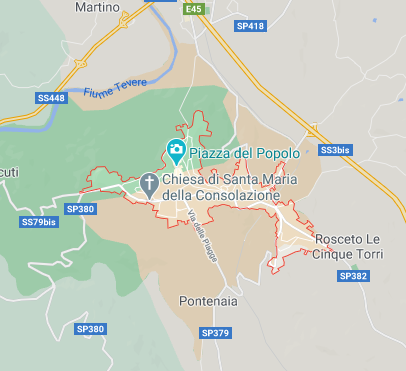 Martino
E45
SP418
Fiume Tevere
SS448
Piazza del Popolo
SS3bis
cuti
Chiesa di Santa Maria
della Consolazione
SP380
SS79bis
Via delle Piagge
Rosceto Le
Cinque Torri
SP382
Pontenaia
SP380
SP379